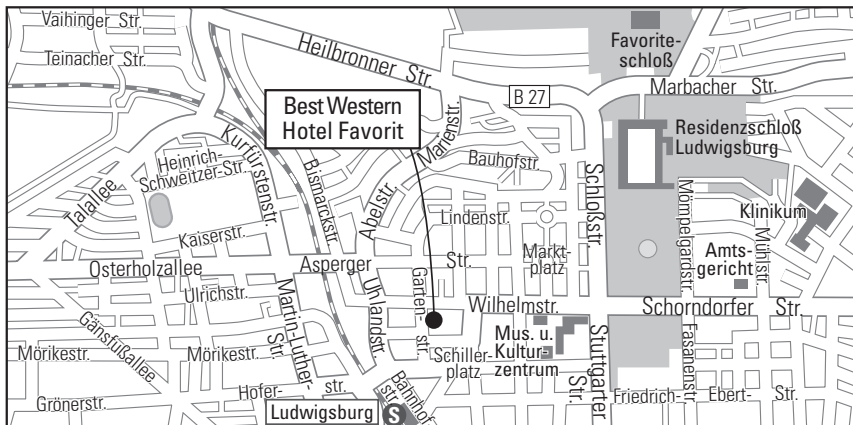 Vaihinger Str.
Teinacher Str.
Heilbronner Str.
B 27
Favorite-
schloß
Marbacher Str.
Best Western
Hotel Favorit
Residenzschloß
Ludwigsburg
Marienstr.
Bauhofstr.
Schloßstr.
Kurfürstenstr.
Bismarckstr.
Heinrich-
Schweitzer-Str.
Talallee
Abelstr.
Lindenstr.
Mömpelgardstr.
Klinikum
Kaiserstr.
Markt-
platz
Amts-
gericht
Mühlstr.
Osterholzallee
Asperger Str.
Ulrichstr.
Martin-Luther-
Str.
Uhlandstr.
Garten-
str.
Wilhelmstr.
Schorndorfer Str.
Gänsfußallee
Mus. u.
Kultur-
zentrum
Stuttgarter
Str.
Fasanenstr.
Mörikestr.
Mörikestr.
Schiller-
platz
Hofer-
str.
Bahnhof-
str.
Friedrich-
Ebert-
Str.
Grönerstr.
Ludwigsburg
S